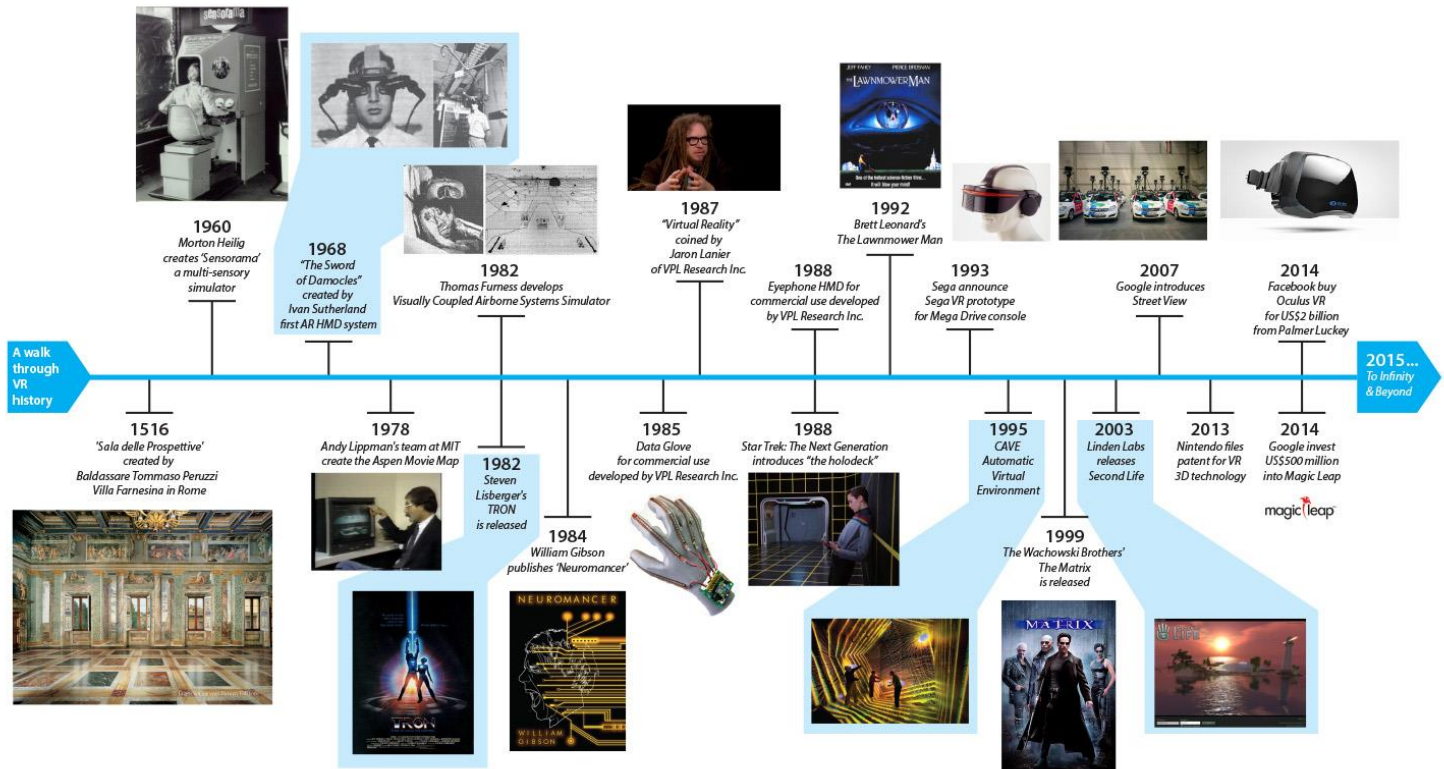 sensorama
JEFF FAHEY PIERCE BROSNAN
THE LAWNMOWER MAN
It will blow your mind!
1960
Morton Heilig
creates ‘Sensorama’
a multi-sensory
simulator
1968
“The Sword
of Damocles”
created by
Ivan Sutherland
first AR HMD system
1982
Thomas Furness develops
Visually Coupled Airborne Systems Simulator
1987
“Virtual Reality”
coined by
Jaron Lanier
of VPL Research Inc.
1988
Eyephone HMD for
commercial use developed
by VPL Research Inc.
1992
Brett Leonard's
The Lawnmower Man
1993
Sega announce
Sega VR prototype
for Mega Drive console
2007
Google introduces
Street View
2014
Facebook buy
Oculus VR
for US$2 billion
from Palmer Luckey
A walk
through
VR
history
2015...
To Infinity
& Beyond
1516
'Sala delle Prospettive'
created by
Baldassare Tommaso Peruzzi
Villa Farnesina in Rome
1978
Andy Lippman's team at MIT
create the Aspen Movie Map
1982
Steven
Lisberger's
TRON
is released
1984
William Gibson
publishes ‘Neuromancer’
1985
Data Glove
for commercial use
developed by VPL Research Inc.
1988
Star Trek: The Next Generation
introduces “the holodeck”
1995
CAVE
Automatic
Virtual
Environment
1999
The Wachowski Brothers'
The Matrix
is released
2003
Linden Labs
releases
Second Life
2013
Nintendo files
patent for VR
3D technology
2014
Google invest
US$500 million
into Magic Leap
magic leap
TRON
NEUROMANCER
WILLIAM
GIBSON
MATRIX
LIFE